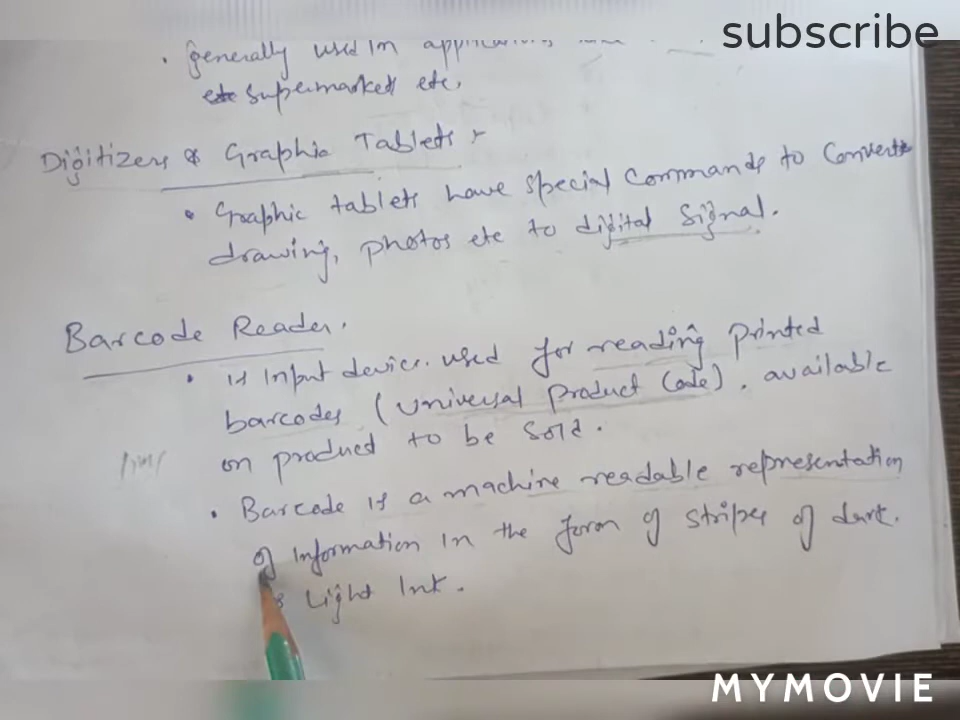 subscribe
• generally used in
etc supermarked etc.
Digitizers & Graphic Tablets
• Graphic tablets have special commands to convert
drawing, photos etc to digital signal.
Barcode Reader.
• is Input device. used for reading printed
barcodes (universal product code). available
on product to be sold.
• Barcode is a machine readable representation
of information in the form of stripes of dark.
Light Ink.
MYMOVIE